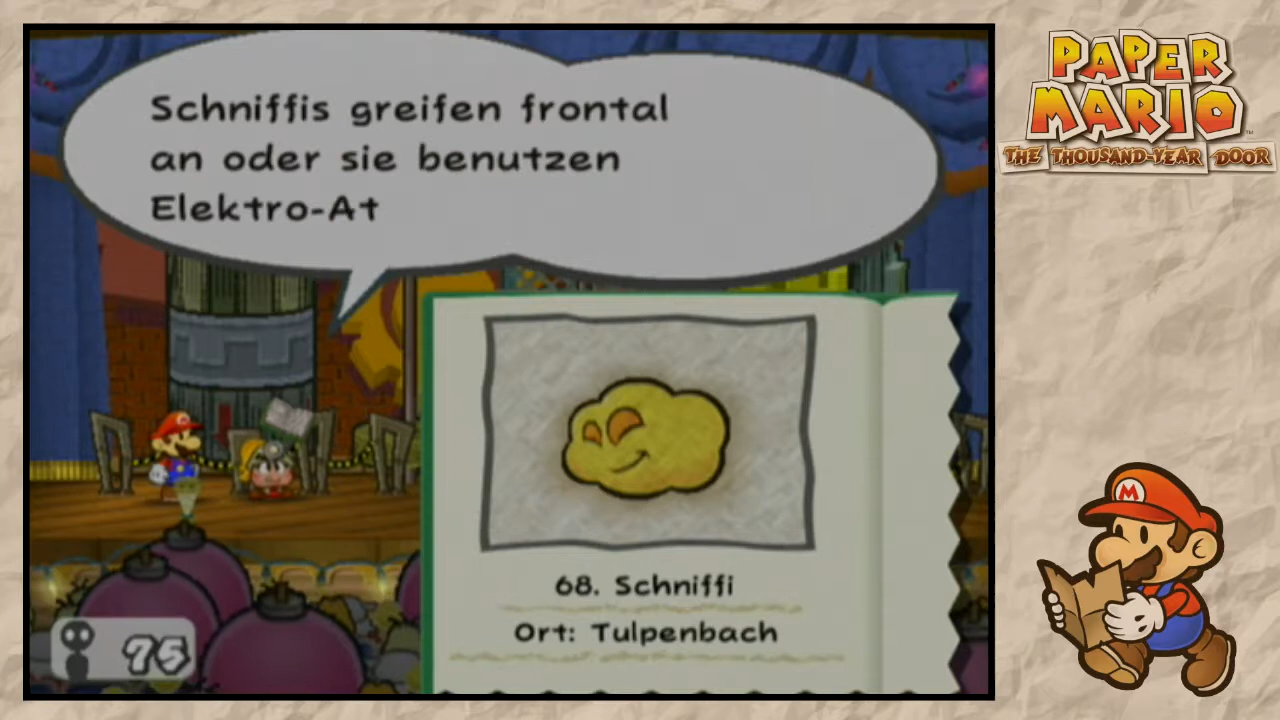 Schniffis greifen frontal
an oder sie benutzen
Elektro-At
68. Schniffi
Ort: Tulpenbach
75
PAPER
MARIO
THE THOUSAND-YEAR DOOR
M